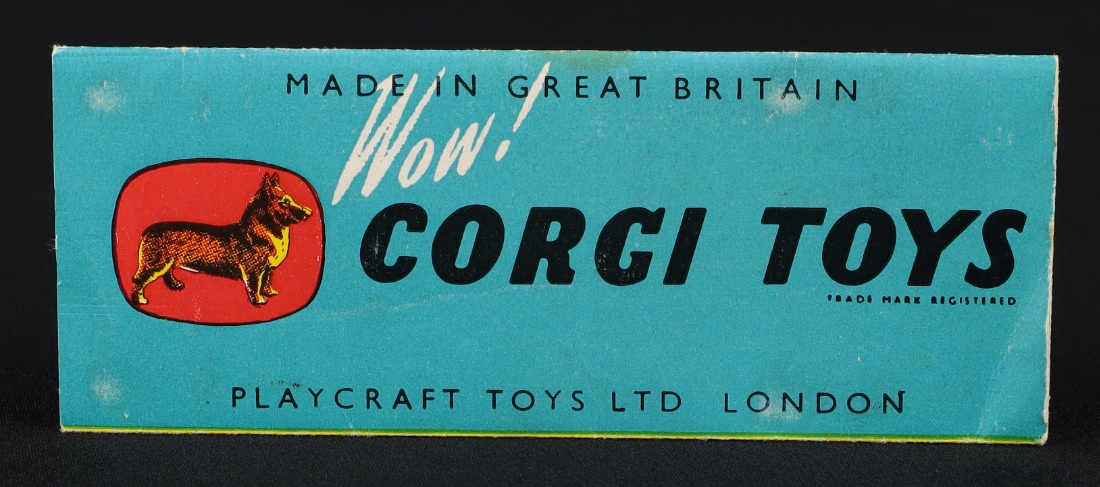 MADE IN GREAT BRITAIN
Wow!
CORGI TOYS
TRADE MARK REGISTERED
PLAYCRAFT TOYS LTD LONDON